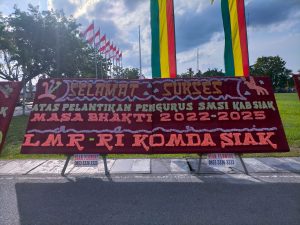 SELAMAT SUKSES
ATAS PELANTIKAN PENGURUS SMSI KAB SIAK
MASA BHAKTI 2022-2025
LMR-RI KOMDA SIAK